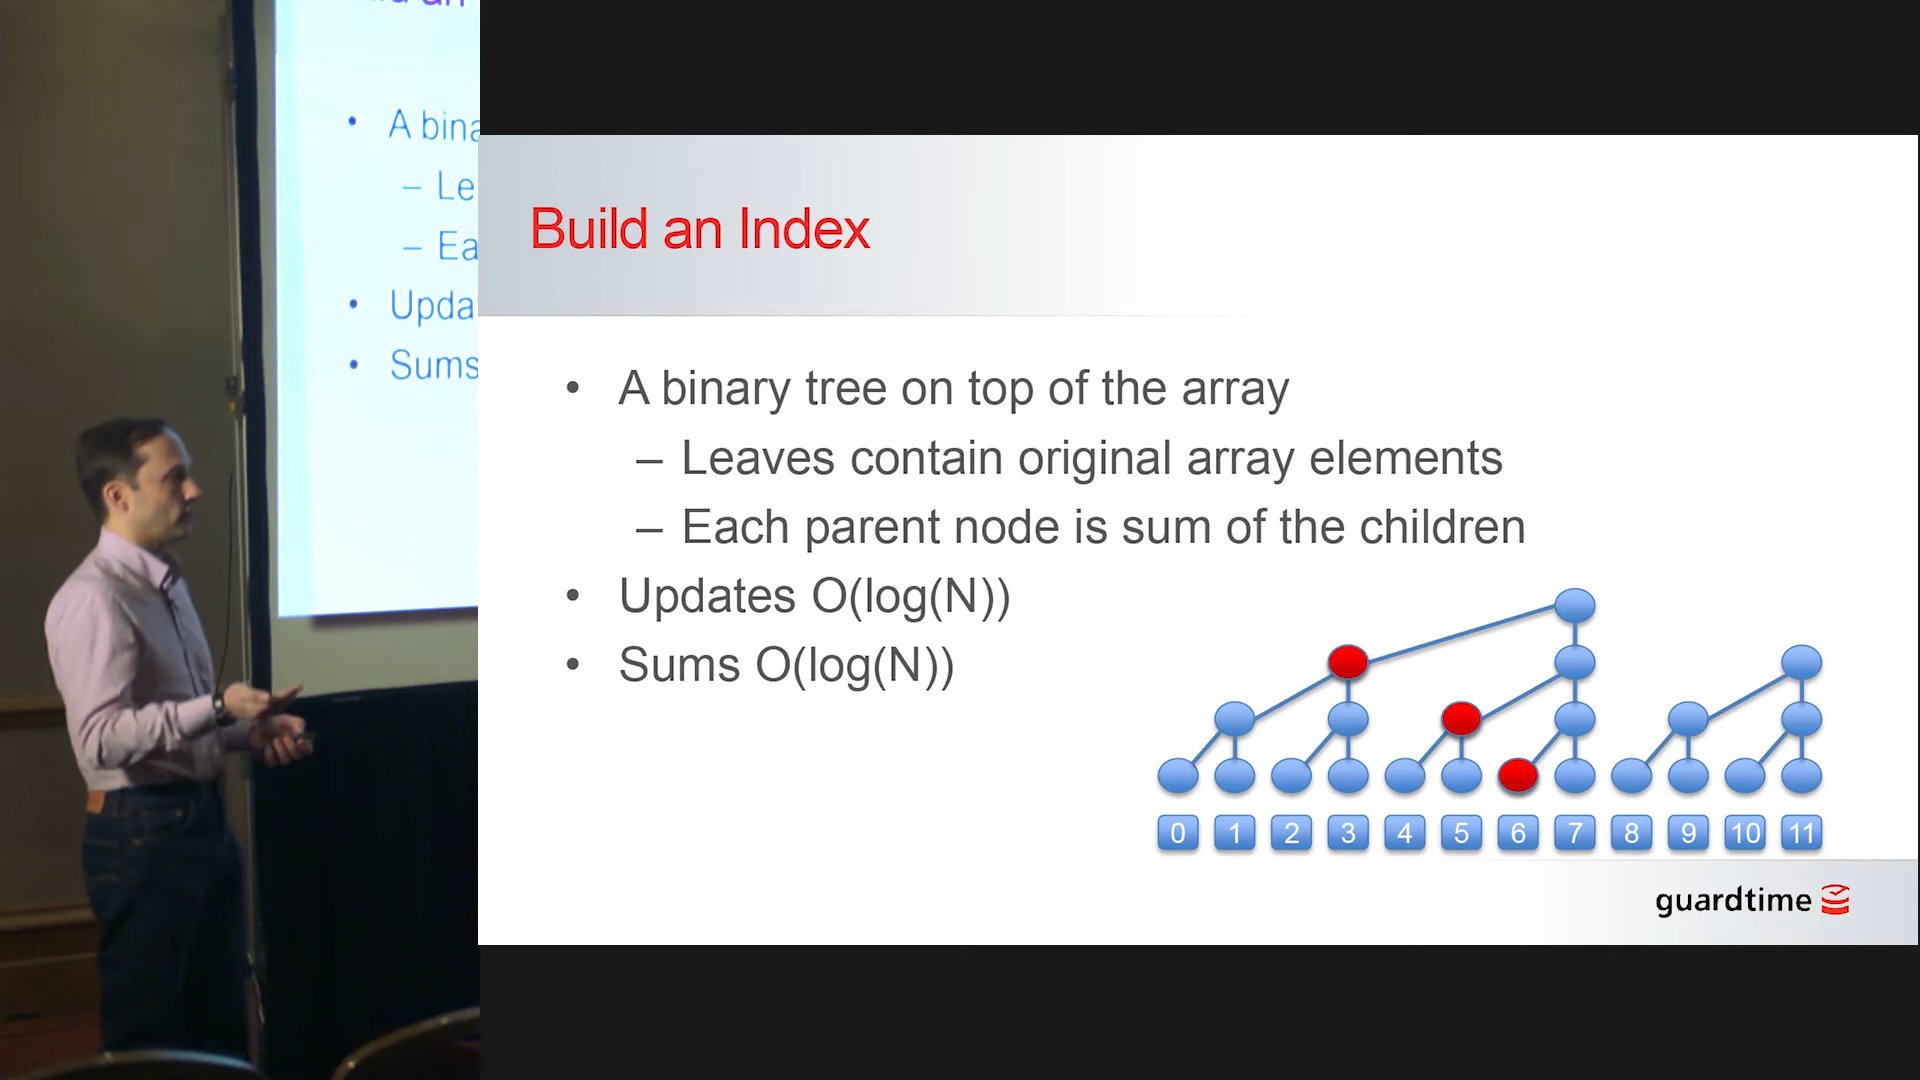 A bina
– Le
– Ea
• Upda
• Sums
Build an Index
• A binary tree on top of the array
– Leaves contain original array elements
– Each parent node is sum of the children
• Updates O(log(N))
• Sums O(log(N))
0 1 2 3 4 5 6 7 8 9 10 11
guardtime